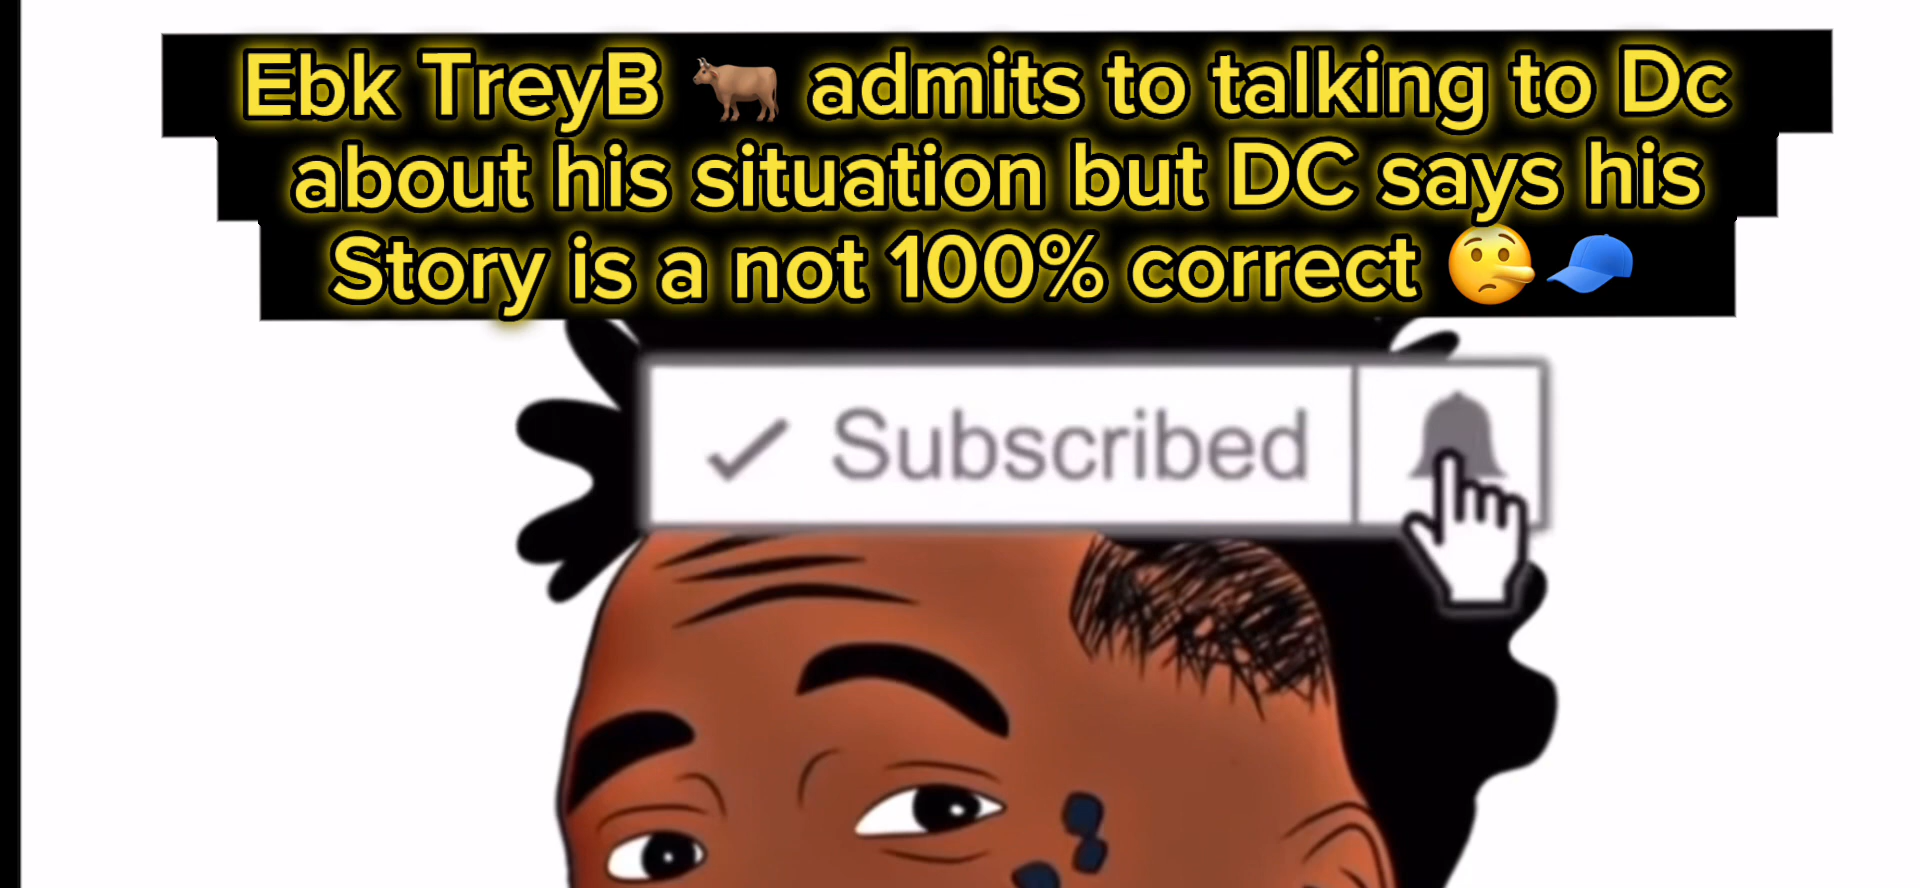 Ebk TreyB 🐂 admits to talking to Dc
about his situation but DC says his
Story is a not 100% correct 🤥🧢
Subscribed